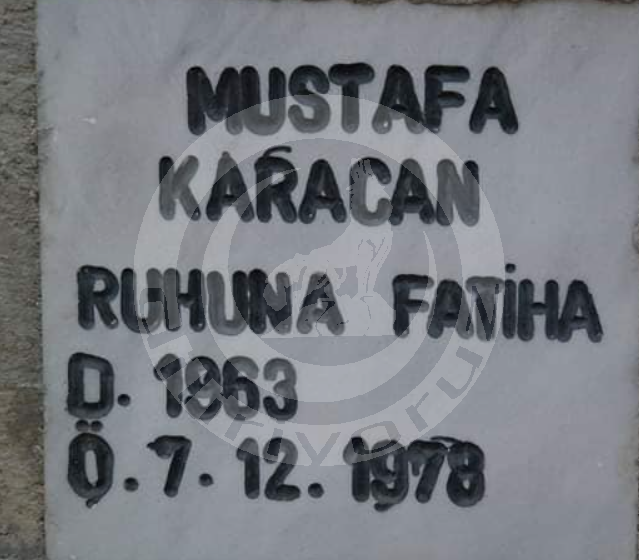 MUSTAFA
KARACAN
RUHUNA FATİHA
D. 1963
Ö. 7. 12. 1978